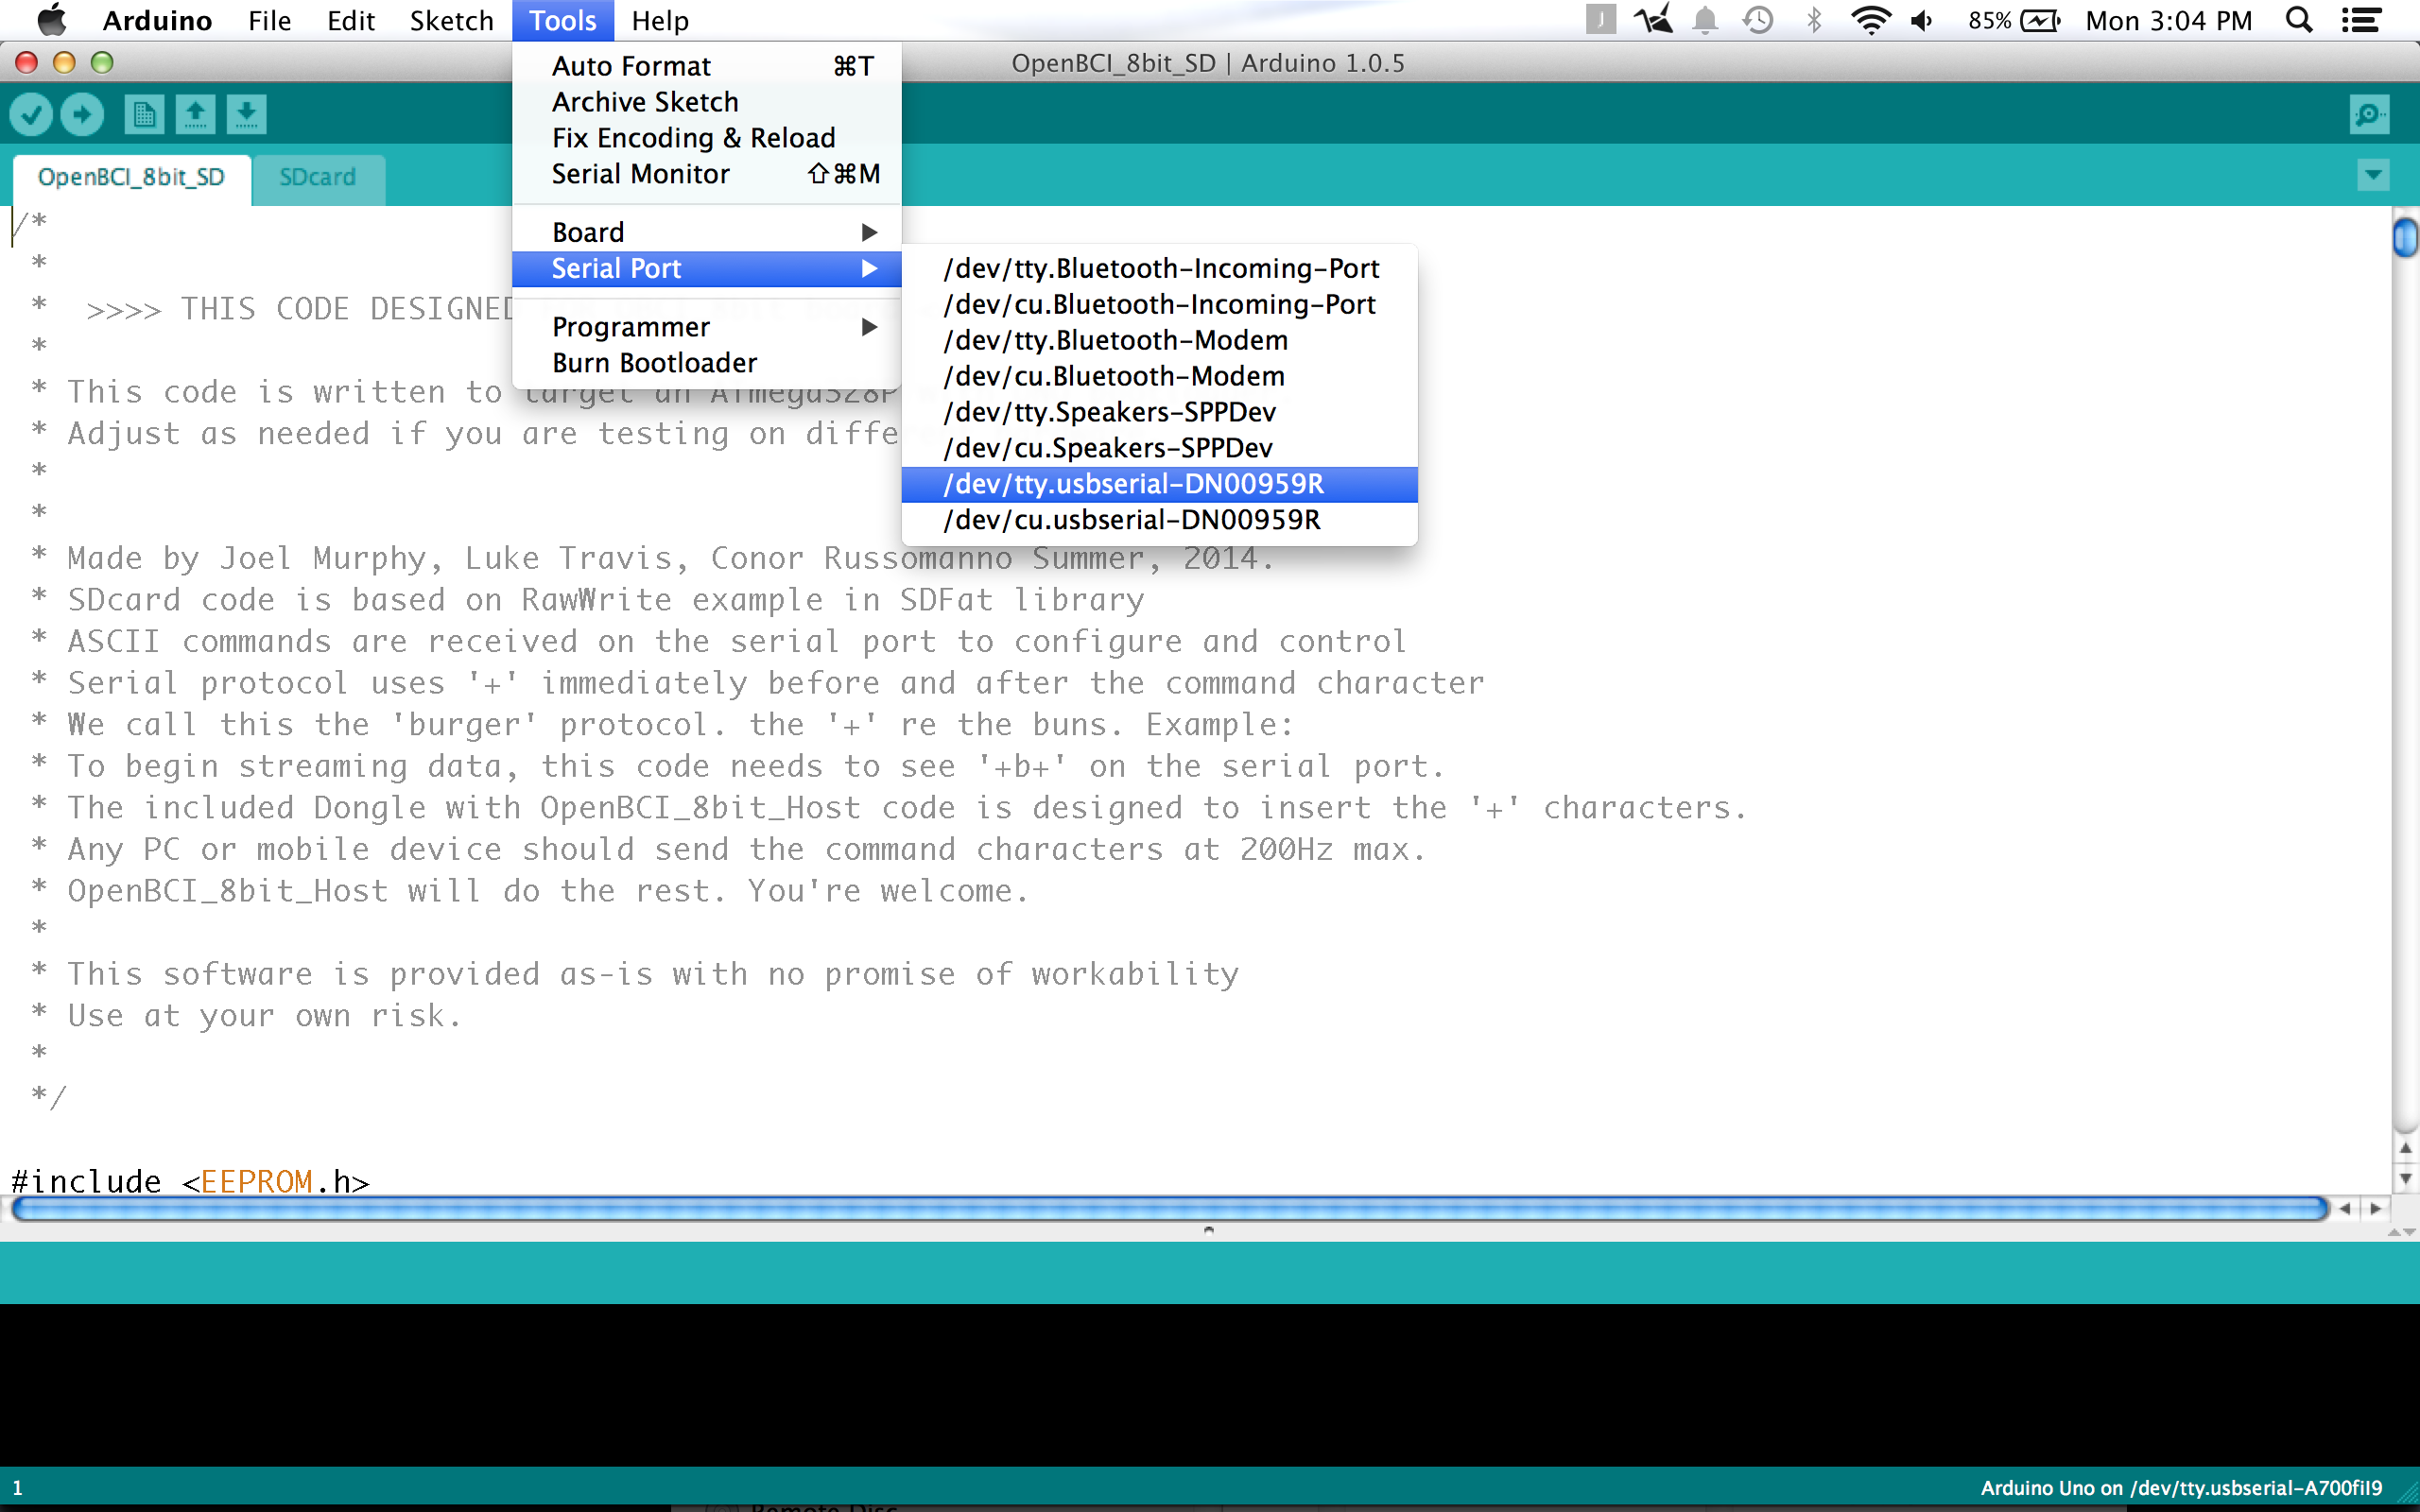 Arduino File Edit Sketch Tools Help 85% Mon 3:04 PM
OpenBCI_8bit_SD | Arduino 1.0.5
Auto Format ⌘T
Archive Sketch
Fix Encoding & Reload
Serial Monitor ⇧⌘M
Board ▶
Serial Port ▶
Programmer ▶
Burn Bootloader
/dev/tty.Bluetooth-Incoming-Port
/dev/cu.Bluetooth-Incoming-Port
/dev/tty.Bluetooth-Modem
/dev/cu.Bluetooth-Modem
/dev/tty.Speakers-SPPDev
/dev/cu.Speakers-SPPDev
/dev/tty.usbserial-DN00959R
/dev/cu.usbserial-DN00959R
OpenBCI_8bit_SD SDcard
/*
*
* >>>> THIS CODE DESIGNED
*
* This code is written to target an ATmega328P
* Adjust as needed if you are testing on diffe
*
*
* Made by Joel Murphy, Luke Travis, Conor Russomanno Summer, 2014.
* SDcard code is based on RawWrite example in SDFat library
* ASCII commands are received on the serial port to configure and control
* Serial protocol uses '+' immediately before and after the command character
* We call this the 'burger' protocol. the '+' re the buns. Example:
* To begin streaming data, this code needs to see '+b+' on the serial port.
* The included Dongle with OpenBCI_8bit_Host code is designed to insert the '+' characters.
* Any PC or mobile device should send the command characters at 200Hz max.
* OpenBCI_8bit_Host will do the rest. You're welcome.
*
* This software is provided as-is with no promise of workability
* Use at your own risk.
*
*/
#include <EEPROM.h>
1 Arduino Uno on /dev/tty.usbserial-A700fiI9
Remote Disc